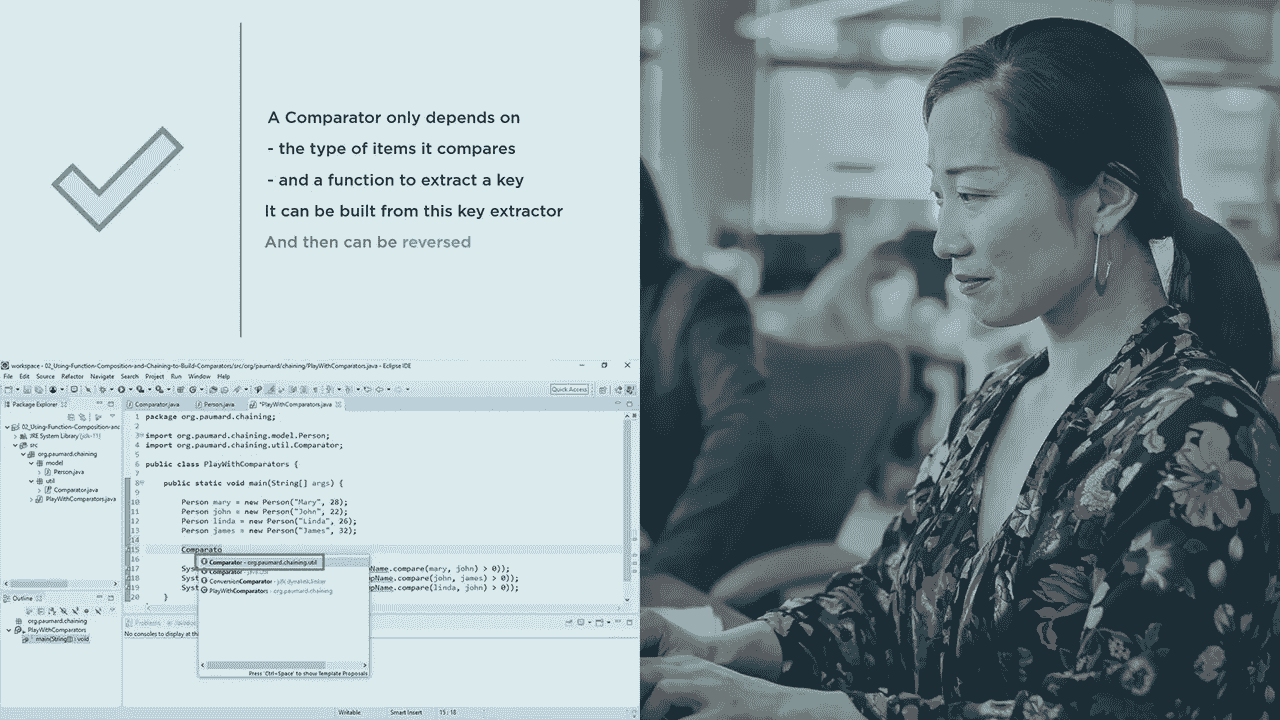 A Comparator only depends on
- the type of items it compares
- and a function to extract a key
It can be built from this key extractor
And then can be reversed
workspace - 02_Using-Function-Composition-and-Chaining-to-Build-Comparators/src/org/paumard/chaining/PlayWithComparators.java - Eclipse IDE
File Edit Source Refactor Navigate Search Project Run Window Help
Quick Access
Package Explorer
Comparator.java Person.java *PlayWithComparators.java
02_Using-Function-Composition-anc
JRE System Library [jdk-11]
src
org.paumard.chaining
model
Person.java
util
Comparator.java
PlayWithComparators.java
1 package org.paumard.chaining;
2
3 import org.paumard.chaining.model.Person;
4 import org.paumard.chaining.util.Comparator;
5
6 public class PlayWithComparators {
7
8 public static void main(String[] args) {
9
10 Person mary = new Person("Mary", 28);
11 Person john = new Person("John", 22);
12 Person linda = new Person("Linda", 26);
13 Person james = new Person("James", 32);
14
15 Comparato
16
17 Syst pName.compare(mary, john) > 0));
18 Syst pName.compare(john, james) > 0));
19 Syst pName.compare(linda, john) > 0));
20 }
Comparator - org.paumard.chaining.util
Comparator - java.util
ConversionComparator - jdk.dynalink.linker
PlayWithComparators - org.paumard.chaining
Press 'Ctrl+Space' to show Template Proposals
Outline
org.paumard.chaining
PlayWithComparators
main(String[]) : void
Problems
No consoles to display at th
Writable Smart Insert 15 : 18